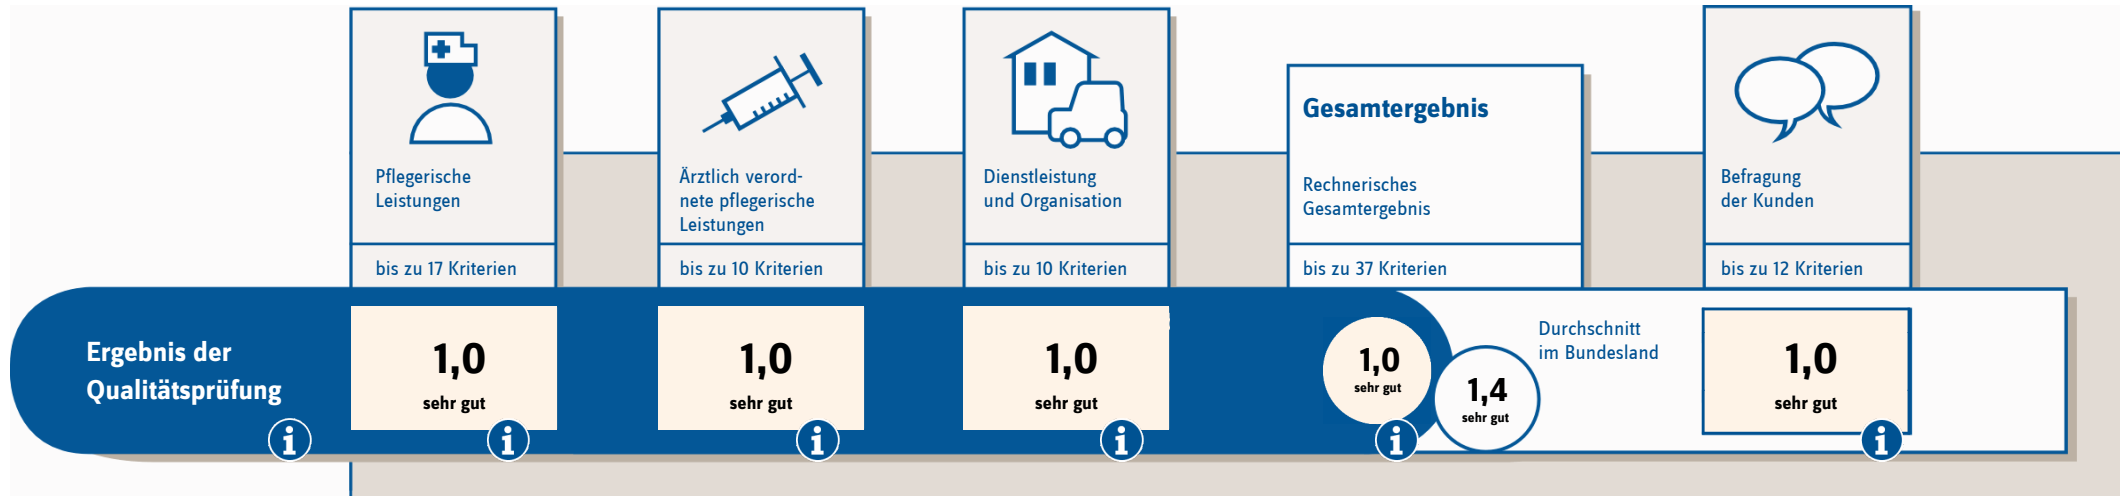 Pflegerische
Leistungen
bis zu 17 Kriterien
Ärztlich verord-
nete pflegerische
Leistungen
bis zu 10 Kriterien
Dienstleistung
und Organisation
bis zu 10 Kriterien
Gesamtergebnis
Rechnerisches
Gesamtergebnis
bis zu 37 Kriterien
Befragung
der Kunden
bis zu 12 Kriterien
Ergebnis der
Qualitätsprüfung
i
1,0
sehr gut
i
1,0
sehr gut
i
1,0
sehr gut
i
1,0
sehr gut
i
1,4
sehr gut
Durchschnitt
im Bundesland
1,0
sehr gut
i